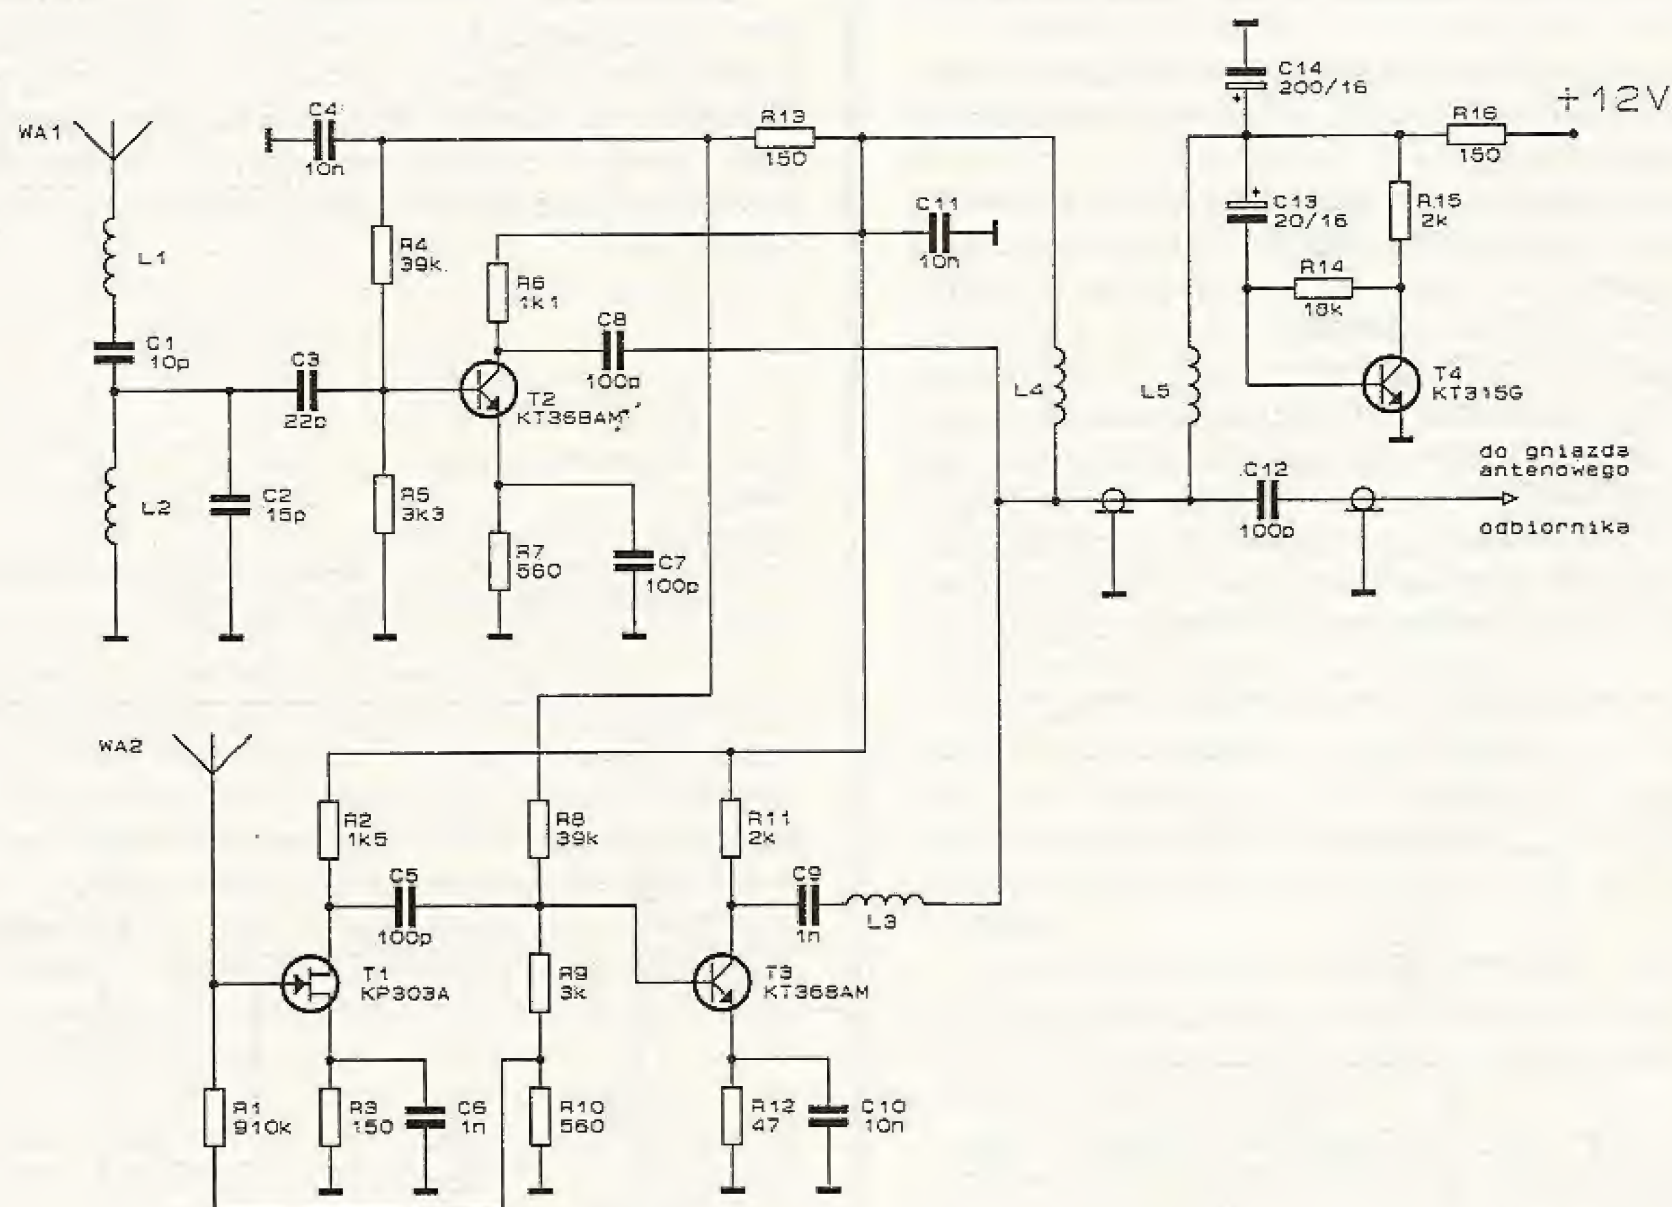 WA1
L1
C1
10p
L2
C2
15p
C3
22p
C4
10n
R4
39k
R5
3k3
R6
1k1
C8
100p
T2
KT368AM
R7
560
C7
100p
R13
150
C11
10n
L4
L5
C14
200/16
+12V
R16
150
C13
20/16
R15
2k
R14
18k
T4
KT315G
C12
100p
do gniazda
antenowego
odbiornika
WA2
R2
1k5
C5
100p
R8
39k
R11
2k
C9
1n
L3
T1
KP303A
R9
3k
T3
KT368AM
R1
910k
R3
150
C6
1n
R10
560
R12
47
C10
10n